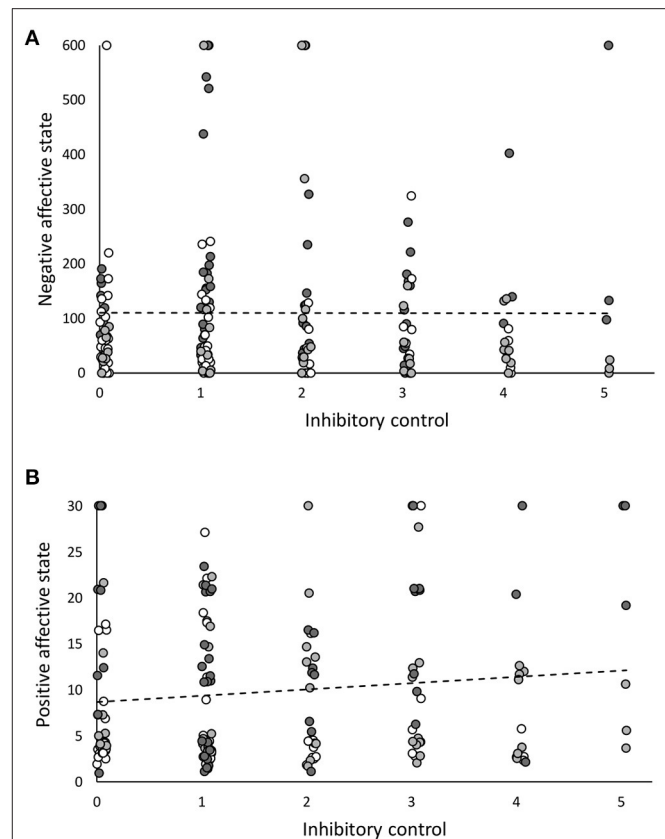 A
600
500
400
300
200
100
0
Negative affective state
0 1 2 3 4 5
Inhibitory control
B
30
25
20
15
10
5
0
Positive affective state
0 1 2 3 4 5
Inhibitory control